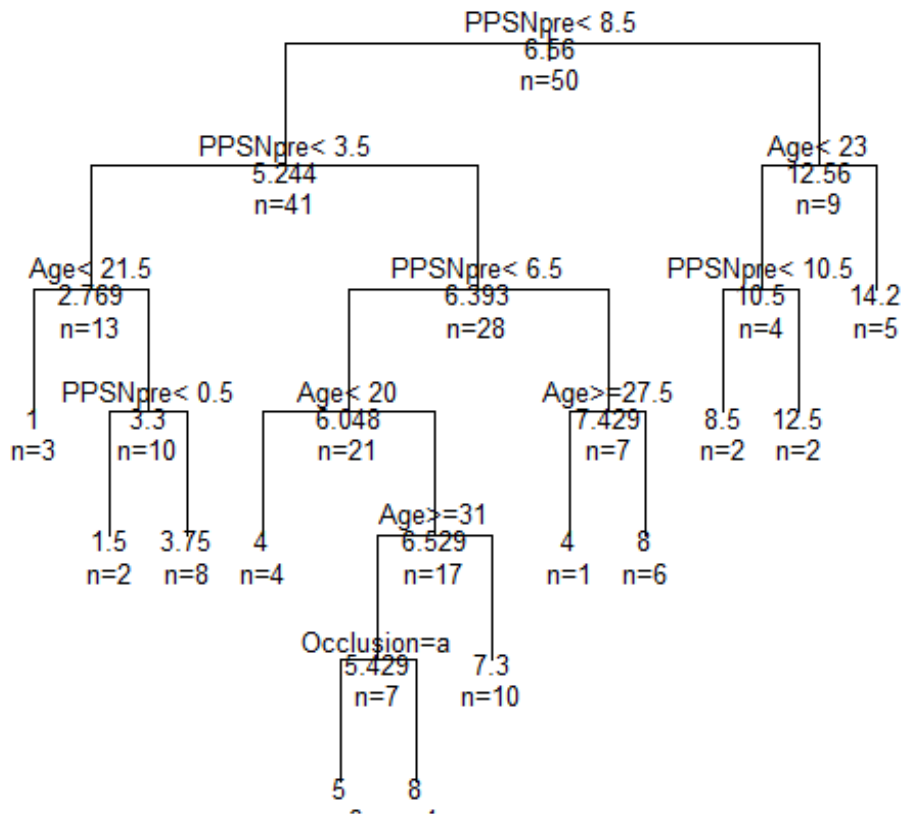 PPSNpre< 8.5
6.56
n=50
PPSNpre< 3.5
5.244
n=41
Age< 23
12.56
n=9
Age< 21.5
2.769
n=13
PPSNpre< 6.5
6.393
n=28
PPSNpre< 10.5
10.5
n=4
14.2
n=5
1
n=3
PPSNpre< 0.5
3.3
n=10
Age< 20
6.048
n=21
Age>=27.5
7.429
n=7
8.5
n=2
12.5
n=2
1.5
n=2
3.75
n=8
4
n=4
Age>=31
6.529
n=17
4
n=1
8
n=6
Occlusion=a
5.429
n=7
7.3
n=10
5
8